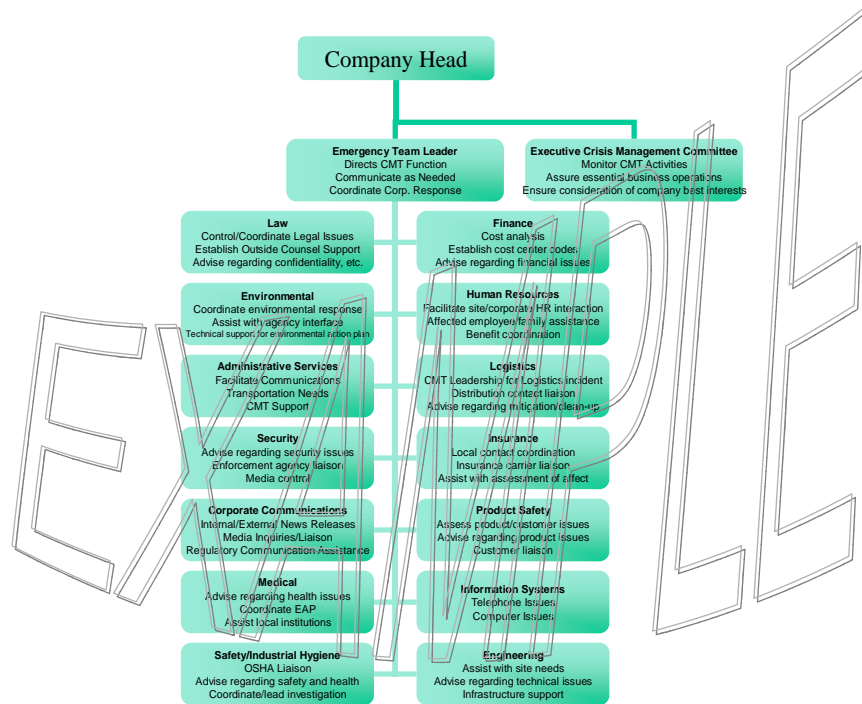 Company Head
Emergency Team Leader
Directs CMT Function
Communicate as Needed
Coordinate Corp. Response
Executive Crisis Management Committee
Monitor CMT Activities
Assure essential business operations
Ensure consideration of company best interests
Law
Control/Coordinate Legal Issues
Establish Outside Counsel Support
Advise regarding confidentiality, etc.
Finance
Cost analysis
Establish cost center codes
Advise regarding financial issues
Environmental
Coordinate environmental response
Assist with agency interface
Technical support for environmental action plan
Human Resources
Facilitate site/corporate HR interaction
Affected employee/family assistance
Benefit coordination
Administrative Services
Facilitate Communications
Transportation Needs
CMT Support
Logistics
CMT Leadership for Logistics incident
Distribution contact liaison
Advise regarding mitigation/clean-up
Security
Advise regarding security issues
Enforcement agency liaison
Media control
Insurance
Local contact coordination
Insurance carrier liaison
Assist with assessment of affect
Corporate Communications
Internal/External News Releases
Media Inquiries/Liaison
Regulatory Communication Assistance
Product Safety
Assess product/customer issues
Advise regarding product issues
Customer liaison
Medical
Advise regarding health issues
Coordinate EAP
Assist local institutions
Information Systems
Telephone Issues
Computer Issues
Safety/Industrial Hygiene
OSHA Liaison
Advise regarding safety and health
Coordinate/lead investigation
Engineering
Assist with site needs
Advise regarding technical issues
Infrastructure support
EXAMPLE